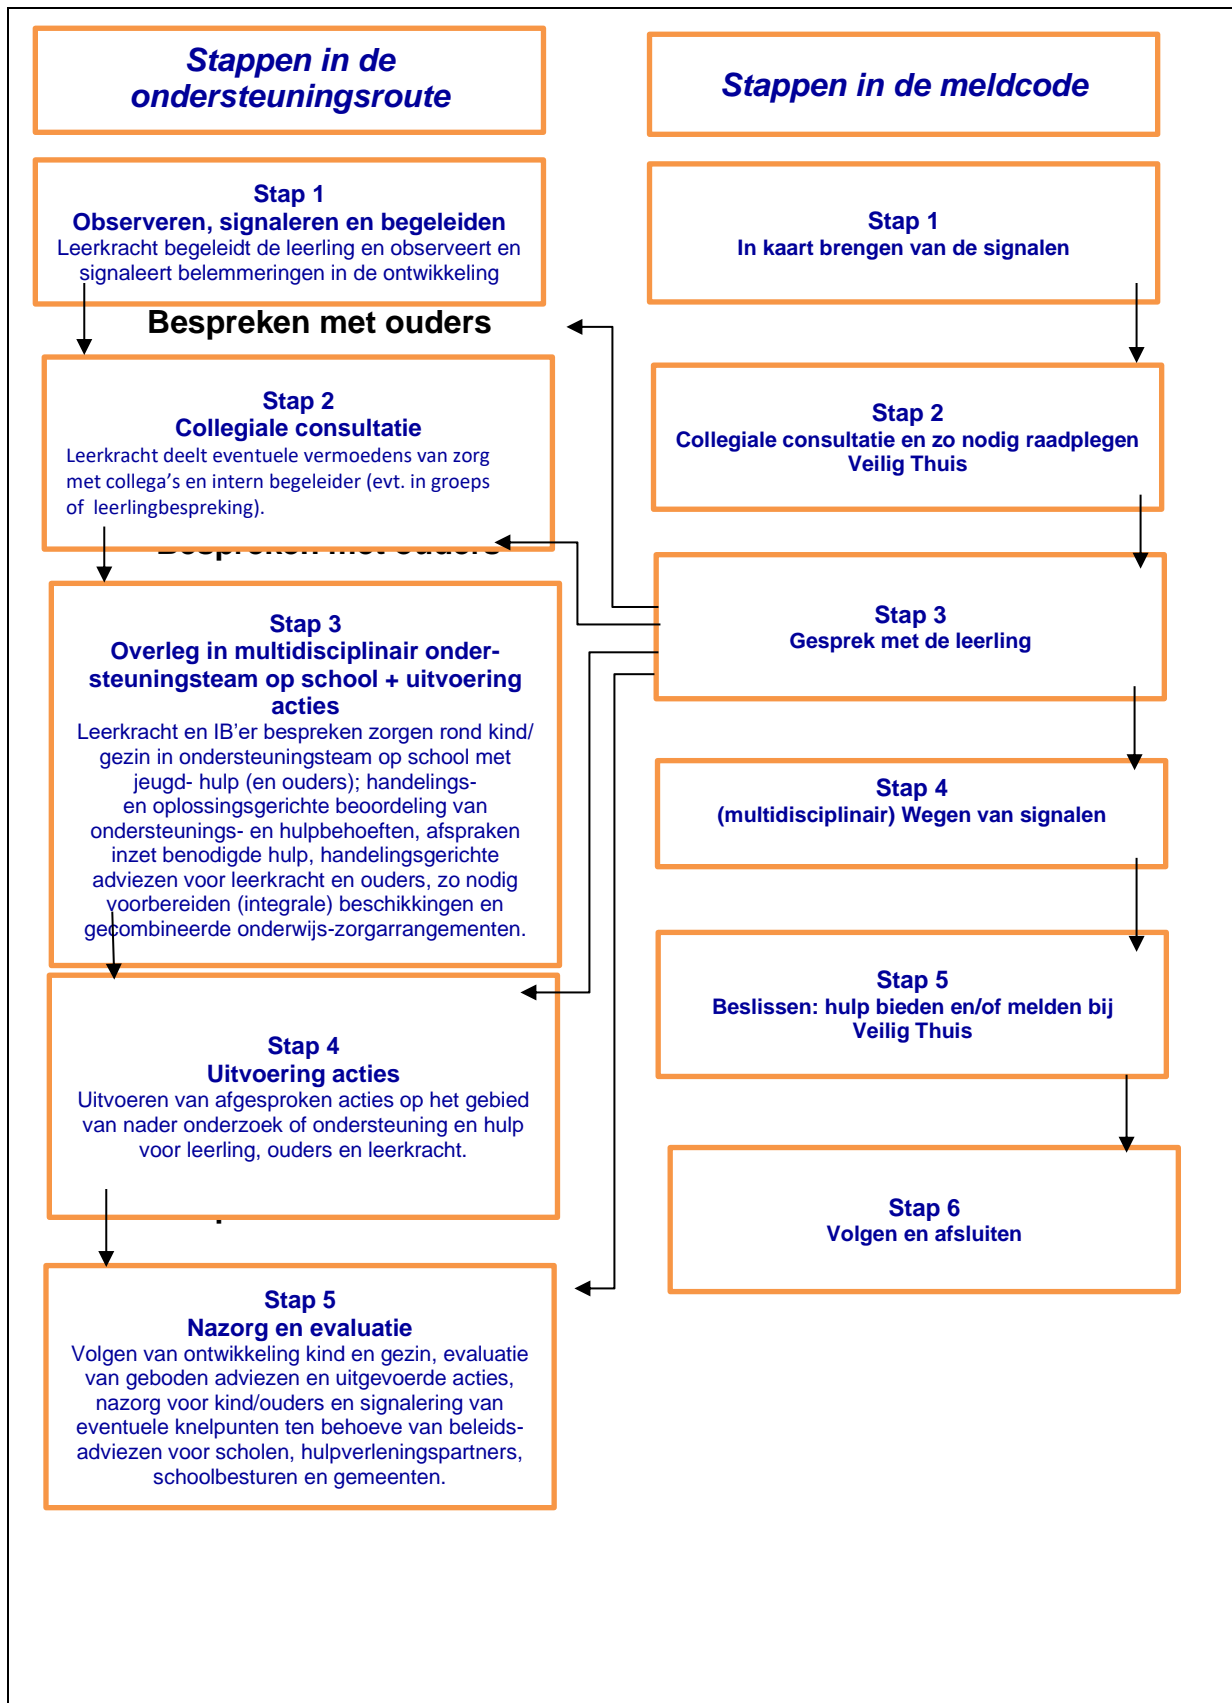 Stappen in de
ondersteuningsroute
Stap 1
Observeren, signaleren en begeleiden
Leerkracht begeleidt de leerling en observeert en
signaleert belemmeringen in de ontwikkeling
Bespreken met ouders
Stap 2
Collegiale consultatie
Leerkracht deelt eventuele vermoedens van zorg
met collega’s en intern begeleider (evt. in groeps
of leerlingbespreking).
Bespreken met ouders
Stap 3
Overleg in multidisciplinair onder-
steuningsteam op school + uitvoering
acties
Leerkracht en IB’er bespreken zorgen rond kind/
gezin in ondersteuningsteam op school met
jeugd- hulp (en ouders); handelings-
en oplossingsgerichte beoordeling van
ondersteunings- en hulpbehoeften, afspraken
inzet benodigde hulp, handelingsgerichte
adviezen voor leerkracht en ouders, zo nodig
voorbereiden (integrale) beschikkingen en
gecombineerde onderwijs-zorgarrangementen.
Stap 4
Uitvoering acties
Uitvoeren van afgesproken acties op het gebied
van nader onderzoek of ondersteuning en hulp
voor leerling, ouders en leerkracht.
Stap 5
Nazorg en evaluatie
Volgen van ontwikkeling kind en gezin, evaluatie
van geboden adviezen en uitgevoerde acties,
nazorg voor kind/ouders en signalering van
eventuele knelpunten ten behoeve van beleids-
adviezen voor scholen, hulpverleningspartners,
schoolbesturen en gemeenten.
Stappen in de meldcode
Stap 1
In kaart brengen van de signalen
Stap 2
Collegiale consultatie en zo nodig raadplegen
Veilig Thuis
Stap 3
Gesprek met de leerling
Stap 4
(multidisciplinair) Wegen van signalen
Stap 5
Beslissen: hulp bieden en/of melden bij
Veilig Thuis
Stap 6
Volgen en afsluiten